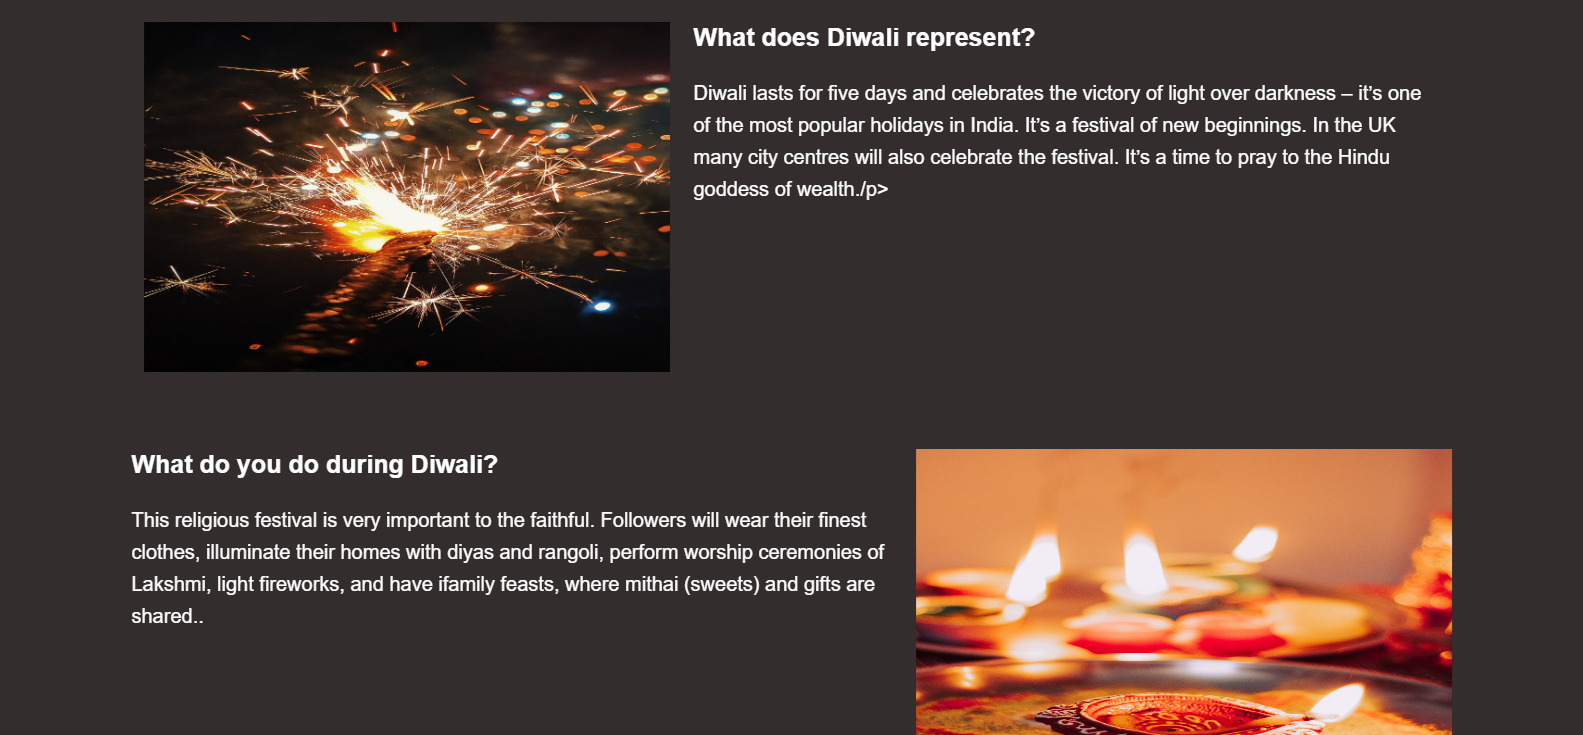 What does Diwali represent?
Diwali lasts for five days and celebrates the victory of light over darkness – it’s one
of the most popular holidays in India. It’s a festival of new beginnings. In the UK
many city centres will also celebrate the festival. It’s a time to pray to the Hindu
goddess of wealth./p>
What do you do during Diwali?
This religious festival is very important to the faithful. Followers will wear their finest
clothes, illuminate their homes with diyas and rangoli, perform worship ceremonies of
Lakshmi, light fireworks, and have ifamily feasts, where mithai (sweets) and gifts are
shared..